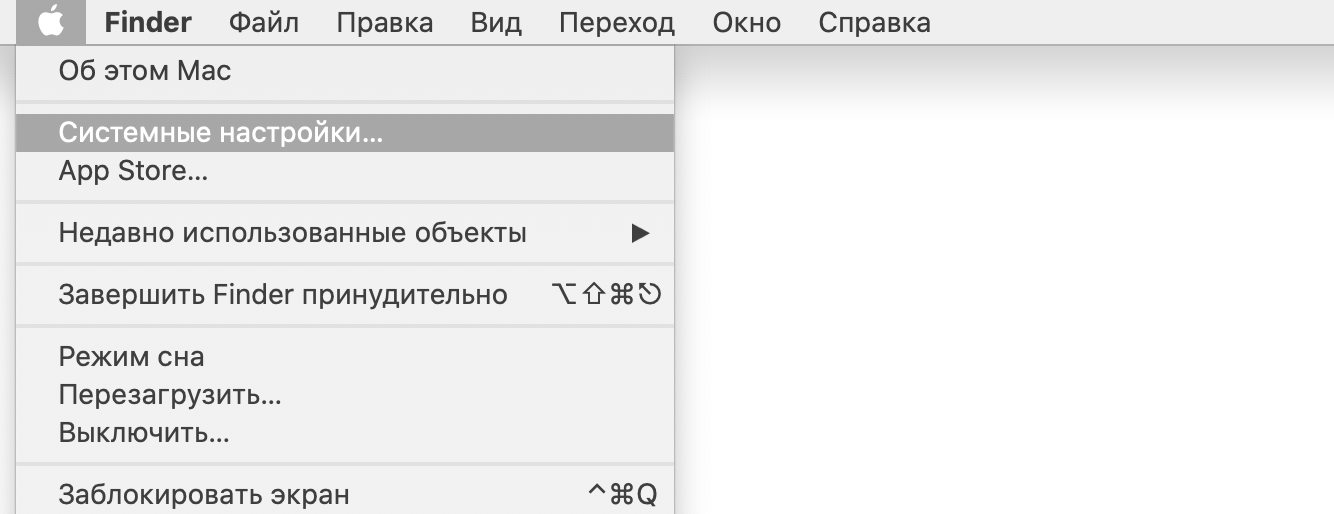 Finder Файл Правка Вид Переход Окно Справка
Об этом Mac
Системные настройки...
App Store...
Недавно использованные объекты ▶
Завершить Finder принудительно ⌥⇧⌘⎋
Режим сна
Перезагрузить...
Выключить...
Заблокировать экран ^⌘Q